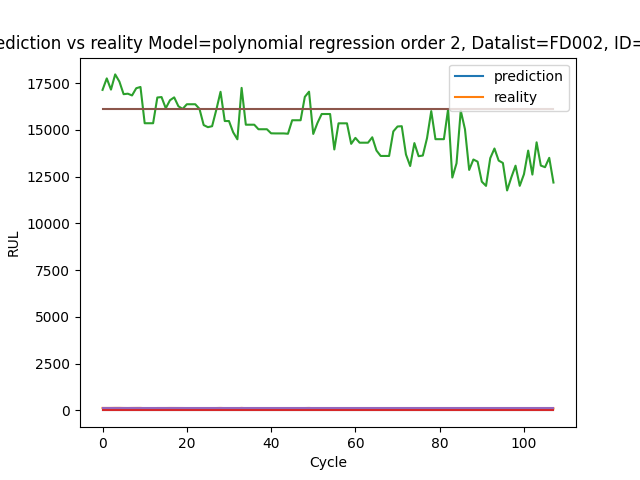 ediction vs reality Model=polynomial regression order 2, Datalist=FD002, ID=
prediction
reality
17500
15000
12500
10000
7500
5000
2500
0
RUL
0 20 40 60 80 100
Cycle